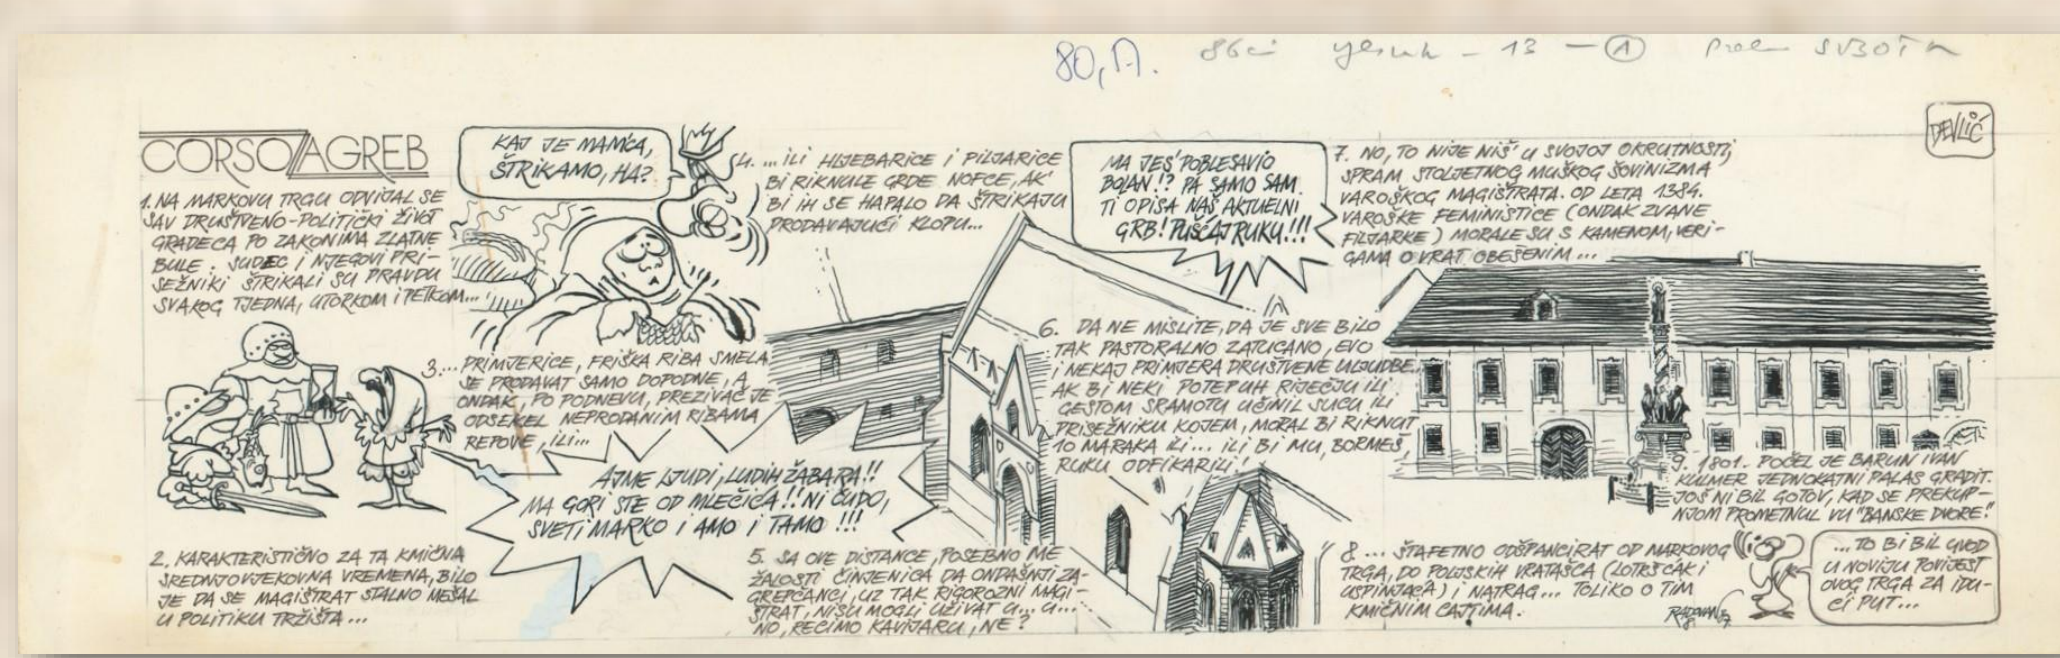 80, A.
13 - 1
CORSO ZAGREB
DEVLIĆ
1. NA MARKOVU TRGU ODVIJAL SE
SAV DRUŠTVENO-POLITIČKI ŽIVOT
GRADECA PO ZAKONIMA ZLATNE
BULE. SUDEC I NJEGOVI PRI-
SEŽNIKI ŠTRIKALI SU PRAVDU
SVAKOG TJEDNA, UTORKOM I PETKOM...
2. KARAKTERISTIČNO ZA TA KMIČNA
SREDNJOVJEKOVNA VREMENA, BILO
JE DA SE MAGIŠTRAT STALNO MEŠAL
U POLITIKU TRŽIŠTA...
KAJ JE MAMICA,
ŠTRIKAMO, HA?
3. ...PRIMJERICE, FRIŠKA RIBA SMELA
SE PRODAVAT SAMO DOPODNE, A
ONDAK, PO PODNEVU, PREZIVAČ JE
ODSEKEL NEPRODANIM RIBAMA
REPOVE, ILI...
AJME LJUDI, LUDIH ŽABARA!!
MA GORI STE OD MLEČIĆA!! NI ČUDO,
SVETI MARKO I AMO I TAMO!!!
4. ... ILI HLJEBARICE I PILJARICE
BI RIKNULE GRDE NOFCE, AK'
BI IH SE HAPALO DA ŠTRIKAJU
PRODAVAJUČI KLOPU...
5. SA OVE DISTANCE, POSEBNO ME
ŽALOSTI ČINJENICA DA ONDAŠNJI ZA-
GREPČANCI, UZ TAK RIGOROZNI MAGI-
ŠTRAT, NISU MOGLI UŽIVAT U... U...
NO, RECIMO KAVIJARU, NE?
MA JES' POBLESAVIO
BOLAN!? PA SAMO SAM
TI OPISA NAŠ AKTUELNI
GRB! PUŠĆAJ RUKU!!!
6. DA NE MISLITE, DA JE SVE BILO
TAK PASTORALNO ZATUCANO, EVO
I NEKAJ PRIMJERA DRUŠTVENE ULJUDBE.
AK BI NEKI POTEPUH RIJEČJU ILI
GESTOM SRAMOTU UČINIL SUCU ILI
PRISEŽNIKU KOJEM, MORAL BI RIKNUT
10 MARAKA ILI... ILI BI MU, BORMEŠ,
RUKU ODFIKARILI!
7. NO, TO NIJE NIŠ' U SVOJOJ OKRUTNOSTI,
SPRAM STOLJETNOG MUŠKOG ŠOVINIZMA
VAROŠKOG MAGIŠTRATA. OD LETA 1384.
VAROŠKE FEMINISTICE (ONDAK ZVANE
FILJARKE) MORALE SU S KAMENOM, VERI-
GAMA O VRAT OBEŠENIM...
8... ŠTAFETNO ODŠPANCIRAT OD MARKOVOG
TRGA, DO POLJSKIH VRATAŠCA (LOTRŠČAK I
USPINJAČA) I NATRAG... TOLIKO O TIM
KMIČNIM CAJTIMA.
9. 1801. POČEL JE BARUN IVAN
KULMER JEDNOKATNI PALAS GRADIT.
JOŠ NI BIL GOTOV, KAD SE PREKUP-
NJOM PROMETNUL VU "BANSKE DVORE."
...TO BI BIL UVOD
U NOVIJU POVIJEST
OVOG TRGA ZA IDU-
ĆI PUT...